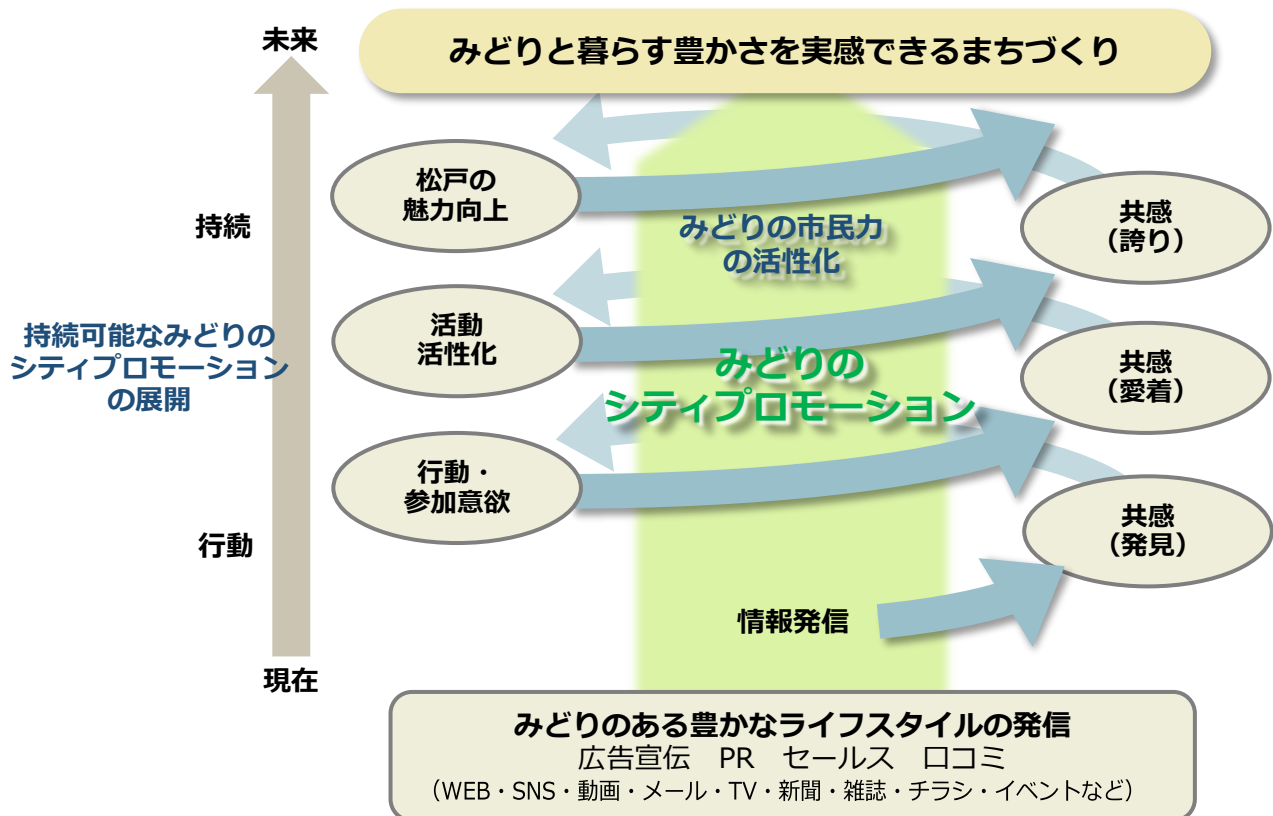 未来
みどりと暮らす豊かさを実感できるまちづくり
松戸の
魅力向上
持続
みどりの市民力
の活性化
共感
（誇り）
活動
活性化
持続可能なみどりの
シティプロモーション
の展開
みどりの
シティプロモーション
共感
（愛着）
行動・
参加意欲
行動
共感
（発見）
情報発信
現在
みどりのある豊かなライフスタイルの発信
広告宣伝　PR　セールス　口コミ
（WEB・SNS・動画・メール・TV・新聞・雑誌・チラシ・イベントなど）